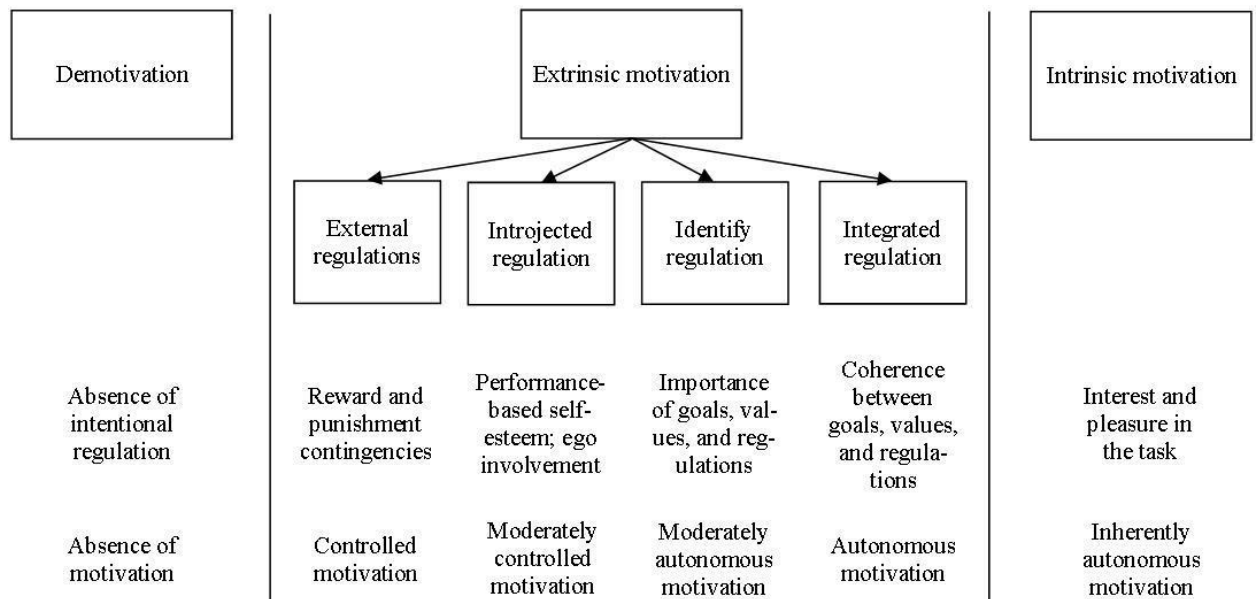 Demotivation
Extrinsic motivation
Intrinsic motivation
External
regulations
Introjected
regulation
Identify
regulation
Integrated
regulation
Absence of
intentional
regulation
Reward and
punishment
contingencies
Performance-
based self-
esteem; ego
involvement
Importance
of goals, val-
ues, and reg-
ulations
Coherence
between
goals, values,
and regula-
tions
Interest and
pleasure in
the task
Absence of
motivation
Controlled
motivation
Moderately
controlled
motivation
Moderately
autonomous
motivation
Autonomous
motivation
Inherently
autonomous
motivation